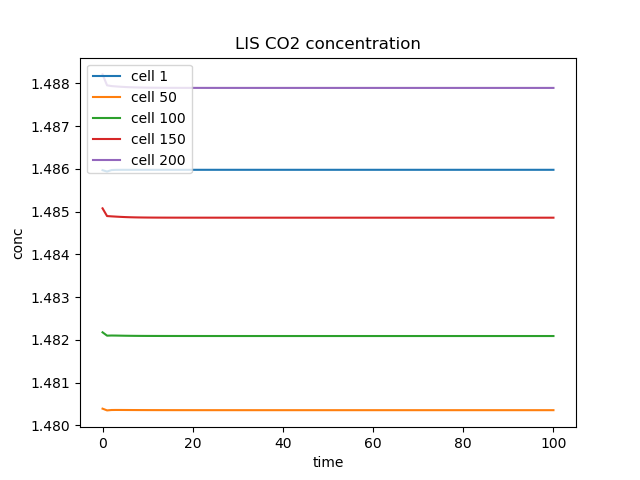 LIS CO2 concentration
cell 1
cell 50
cell 100
cell 150
cell 200
conc
1.488
1.487
1.486
1.485
1.484
1.483
1.482
1.481
1.480
0 20 40 60 80 100
time